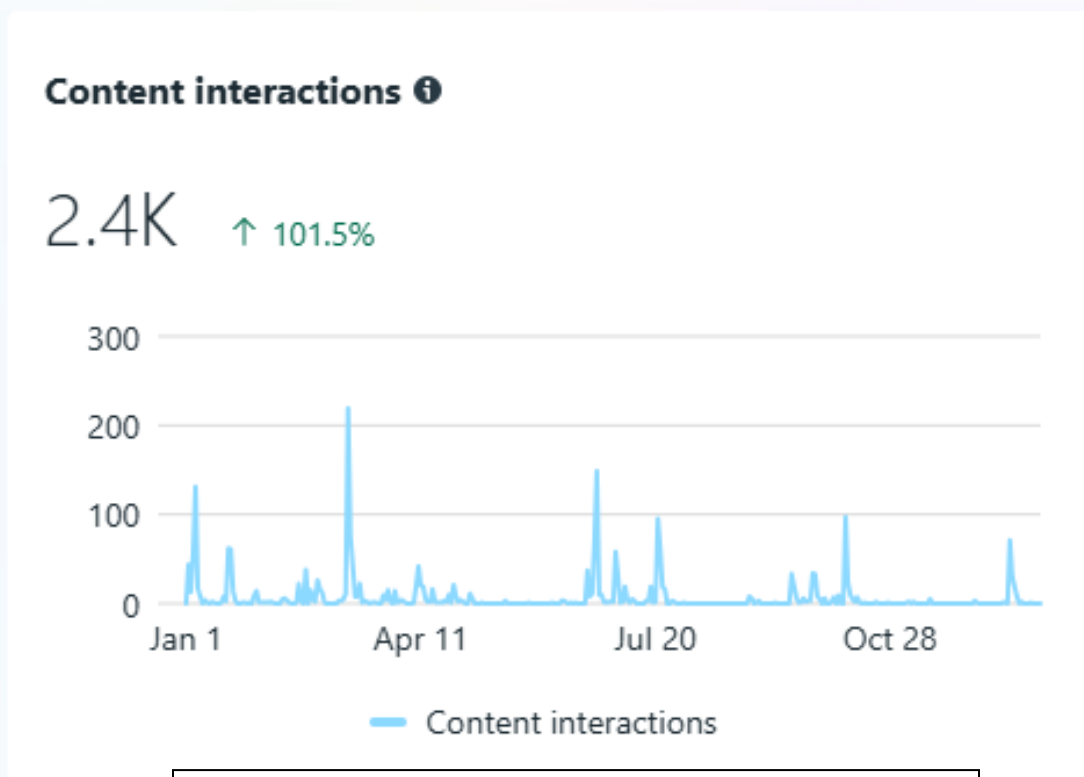 Content interactions
2.4K ↑ 101.5%
300
200
100
0
Jan 1 Apr 11 Jul 20 Oct 28
Content interactions